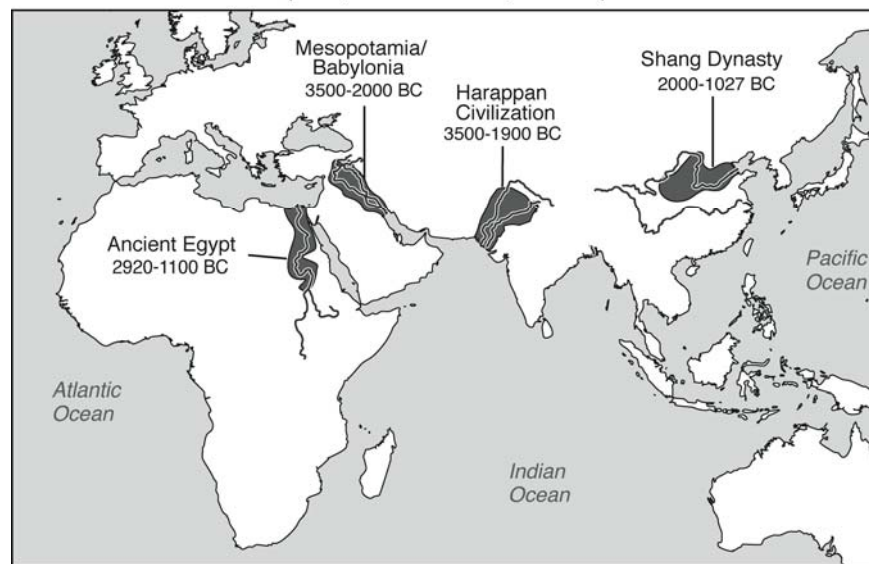 Mesopotamia/
Babylonia
3500-2000 BC
Harappan
Civilization
3500-1900 BC
Shang Dynasty
2000-1027 BC
Ancient Egypt
2920-1100 BC
Pacific
Ocean
Atlantic
Ocean
Indian
Ocean